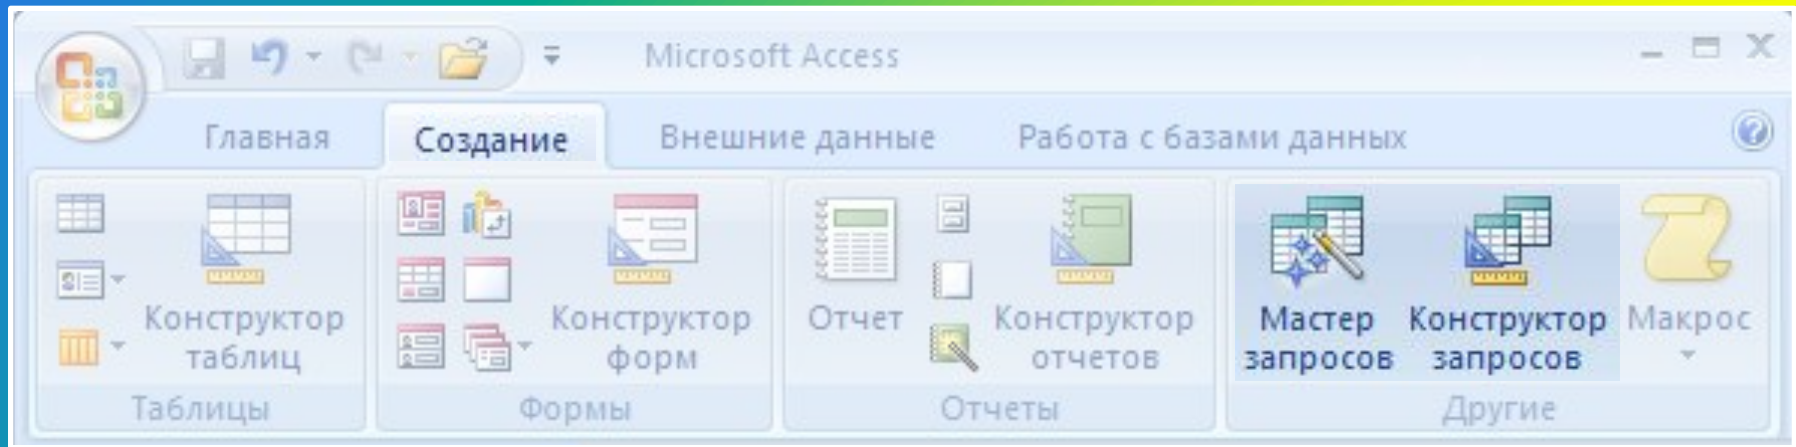 Microsoft Access
Главная Создание Внешние данные Работа с базами данных
Конструктор таблиц
Конструктор форм
Отчет
Конструктор отчетов
Мастер запросов
Конструктор запросов
Макрос
Таблицы Формы Отчеты Другие